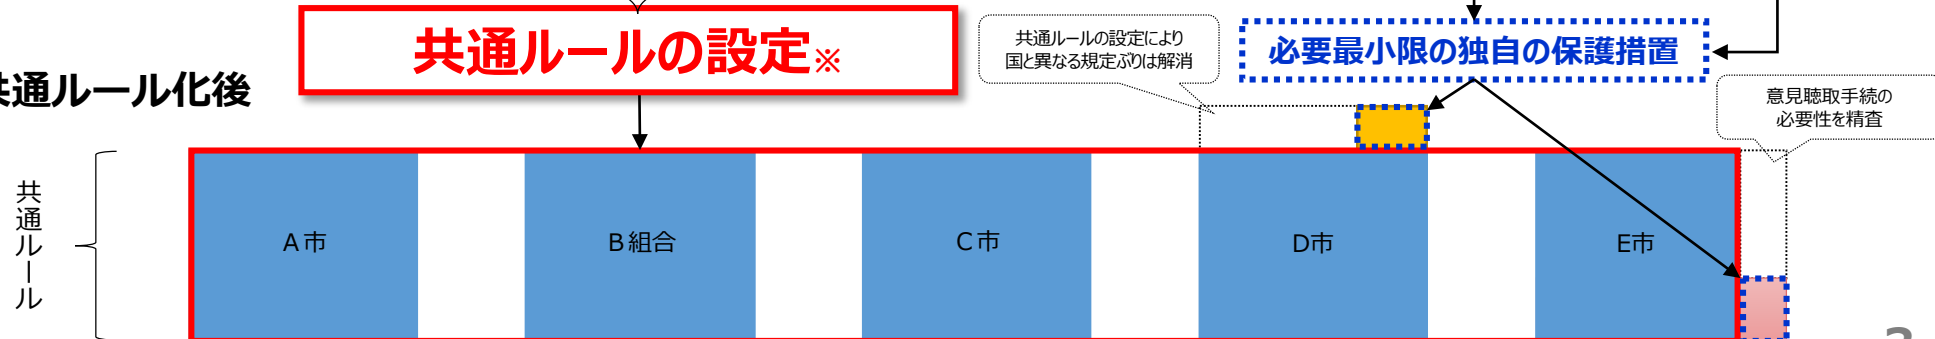 共通ルールの設定※
共通ルールの設定により
国と異なる規定ぶりは解消
必要最小限の独自の保護措置
通ルール化後
意見聴取手続の
必要性を精査
共通ルール
A市
B組合
C市
D市
E市